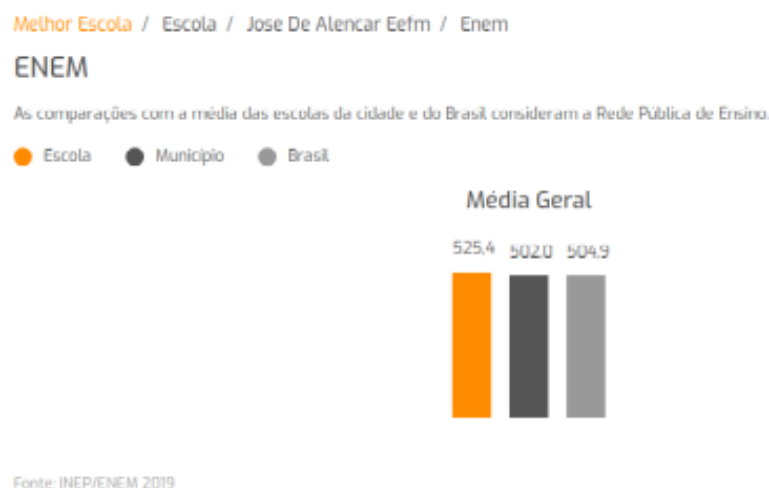 Melhor Escola / Escola / Jose De Alencar Eefm / Enem
ENEM
As comparações com a média das escolas da cidade e do Brasil consideram a Rede Pública de Ensino.
Escola Município Brasil
Média Geral
525,4 502,0 504,9
Fonte: INEP/ENEM 2019